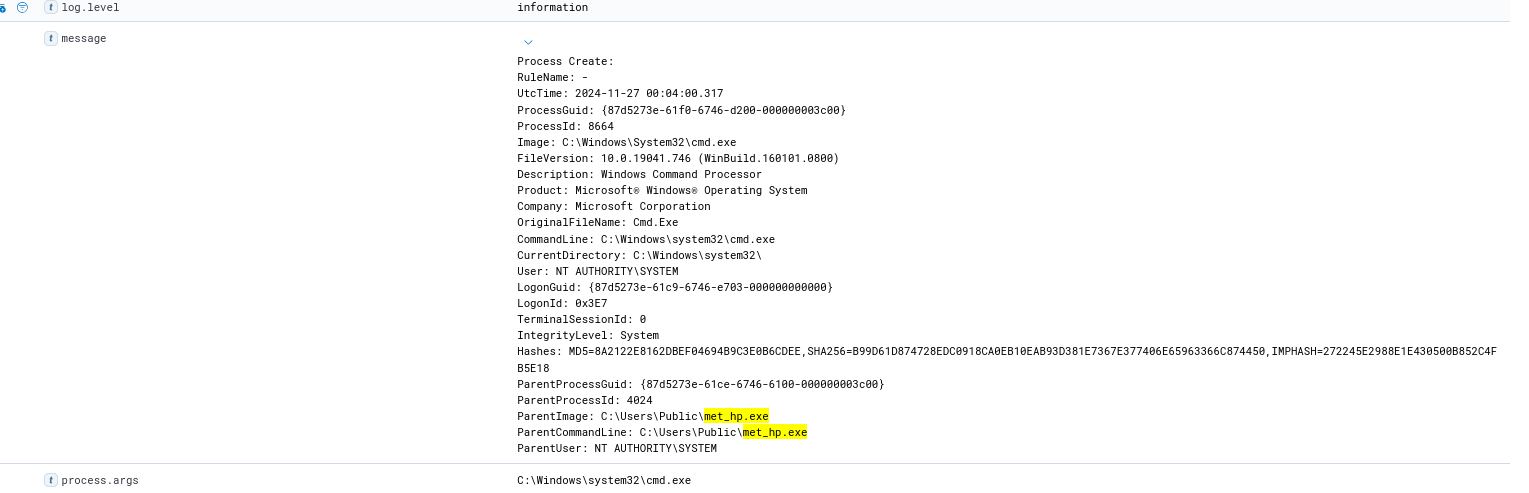 t log.level information
t message
Process Create:
RuleName: -
UtcTime: 2024-11-27 00:04:00.317
ProcessGuid: {87d5273e-61f0-6746-d200-000000003c00}
ProcessId: 8664
Image: C:\Windows\System32\cmd.exe
FileVersion: 10.0.19041.746 (WinBuild.160101.0800)
Description: Windows Command Processor
Product: Microsoft® Windows® Operating System
Company: Microsoft Corporation
OriginalFileName: Cmd.Exe
CommandLine: C:\Windows\system32\cmd.exe
CurrentDirectory: C:\Windows\system32\
User: NT AUTHORITY\SYSTEM
LogonGuid: {87d5273e-61c9-6746-e703-000000000000}
LogonId: 0x3E7
TerminalSessionId: 0
IntegrityLevel: System
Hashes: MD5=8A2122E8162DBEF04694B9C3E0B6CDEE,SHA256=B99D61D874728EDC0918CA0EB10EAB93D381E7367E377406E65963366C874450,IMPHASH=272245E2988E1E430500B852C4F
B5E18
ParentProcessGuid: {87d5273e-61ce-6746-6100-000000003c00}
ParentProcessId: 4024
ParentImage: C:\Users\Public\met_hp.exe
ParentCommandLine: C:\Users\Public\met_hp.exe
ParentUser: NT AUTHORITY\SYSTEM
t process.args C:\Windows\system32\cmd.exe